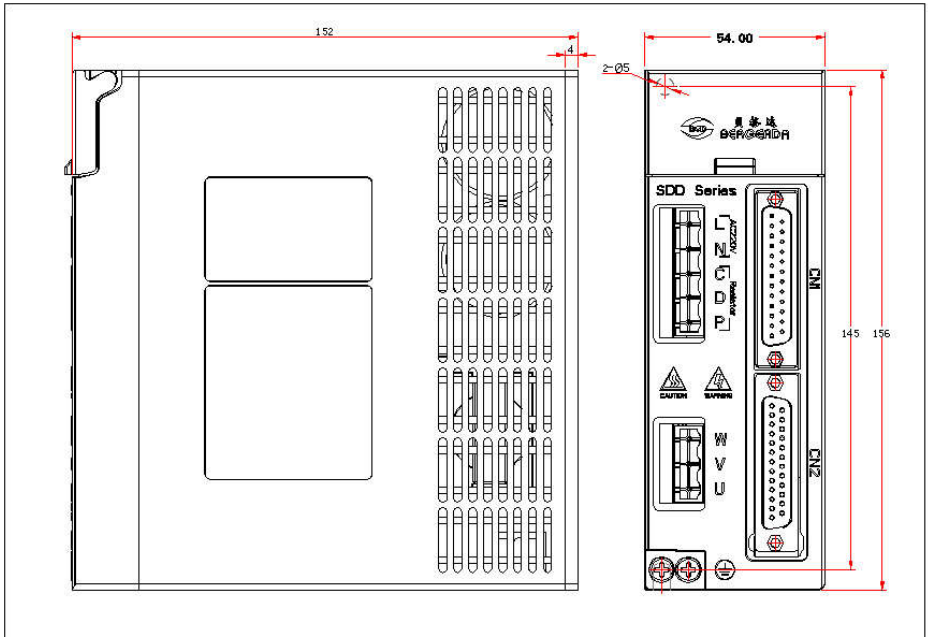 152
4
54.00
2-Ø5
BGD
贝格达
BERGERDA
SDD Series
L
N
C
D
P
AC220V
Resistor
CN1
145
156
CAUTION
WARNING
W
V
U
CN2